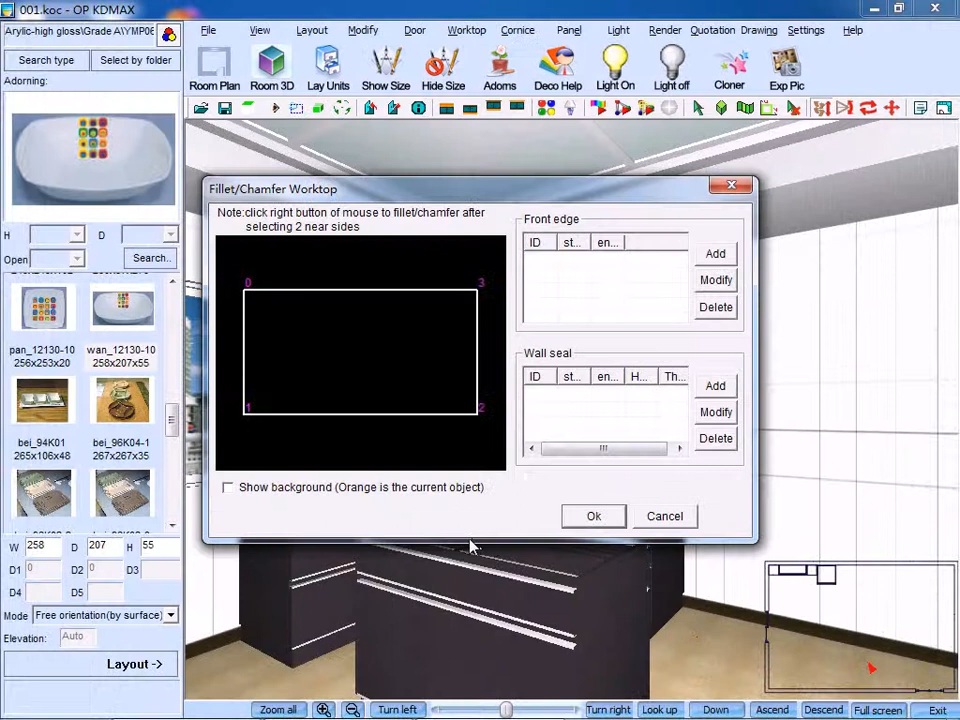 001.koc - OP KDMAX
Arylic-high gloss\Grade A\YMP06
File View Layout Modify Door Worktop Cornice Panel Light Render Quotation Drawing Settings Help
Search type Select by folder
Room Plan Room 3D Lay Units Show Size Hide Size Adorns Deco Help Light On Light off Cloner Exp Pic
Adorning:
H D
Open Search..
pan_12130-10 wan_12130-10
256x253x20 258x207x55
bei_94K01 bei_96K04-1
265x106x48 267x267x35
W 258 D 207 H 55
D1 0 D2 0 D3
D4 D5
Mode Free orientation(by surface)
Elevation: Auto
Layout ->
Fillet/Chamfer Worktop
Note:click right button of mouse to fillet/chamfer after
selecting 2 near sides
0 3
1 2
Show background (Orange is the current object)
Front edge
ID st... en...
Add
Modify
Delete
Wall seal
ID st... en... H... Th...
Add
Modify
Delete
Ok Cancel
Zoom all Turn left Turn right Look up Down Ascend Descend Full screen Exit